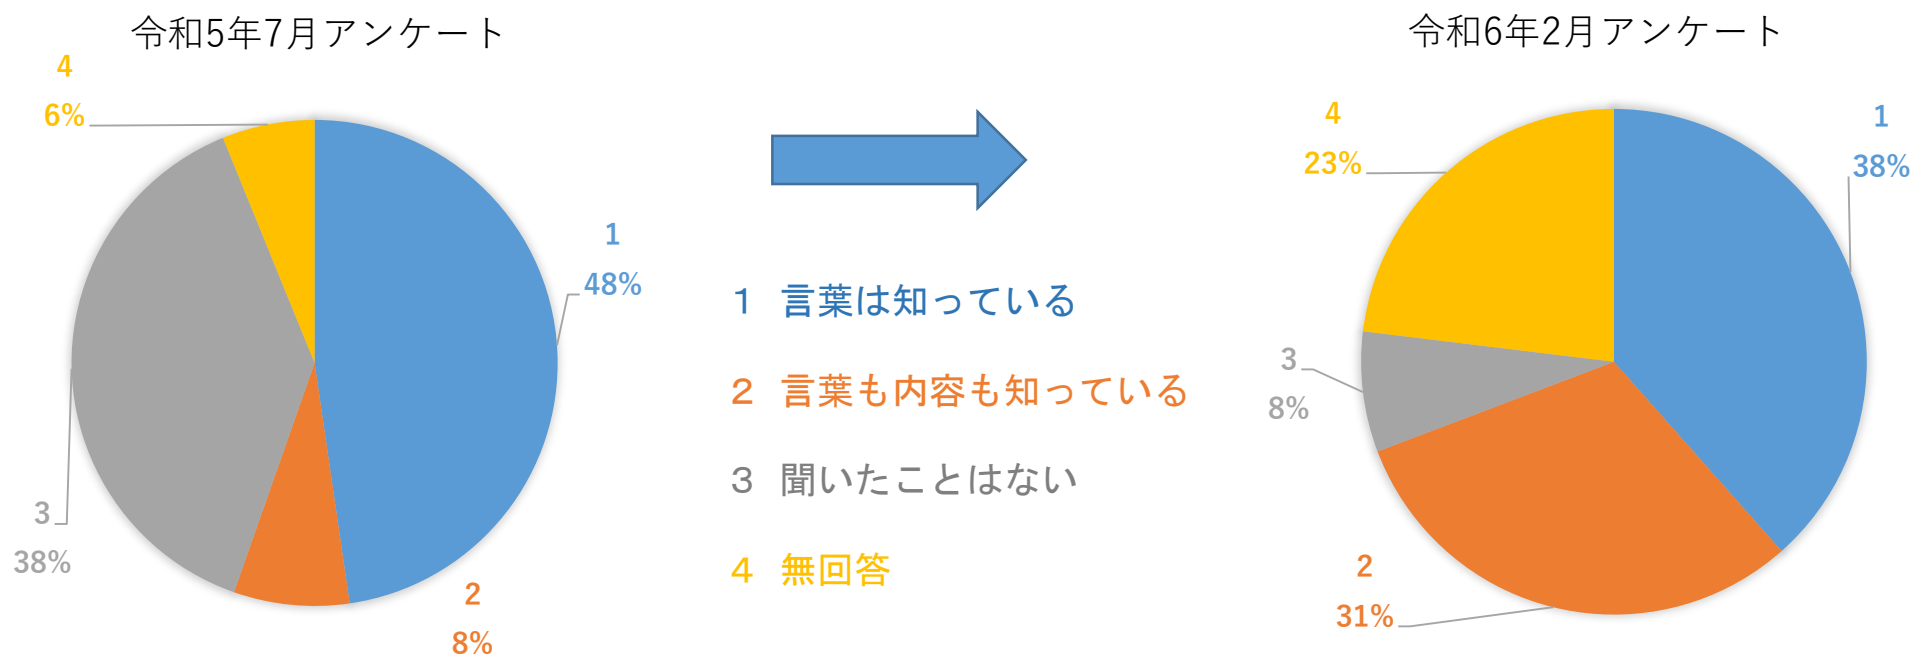 令和5年7月アンケート
4
6%
1
48%
3
38%
2
8%
1 言葉は知っている
2 言葉も内容も知っている
3 聞いたことはない
4 無回答
令和6年2月アンケート
4
23%
1
38%
3
8%
2
31%